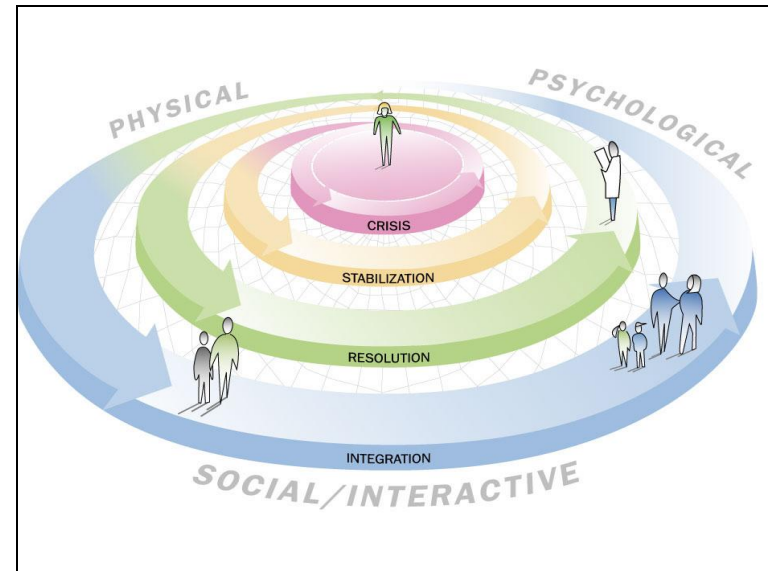 PHYSICAL
PSYCHOLOGICAL
CRISIS
STABILIZATION
RESOLUTION
INTEGRATION
SOCIAL/INTERACTIVE